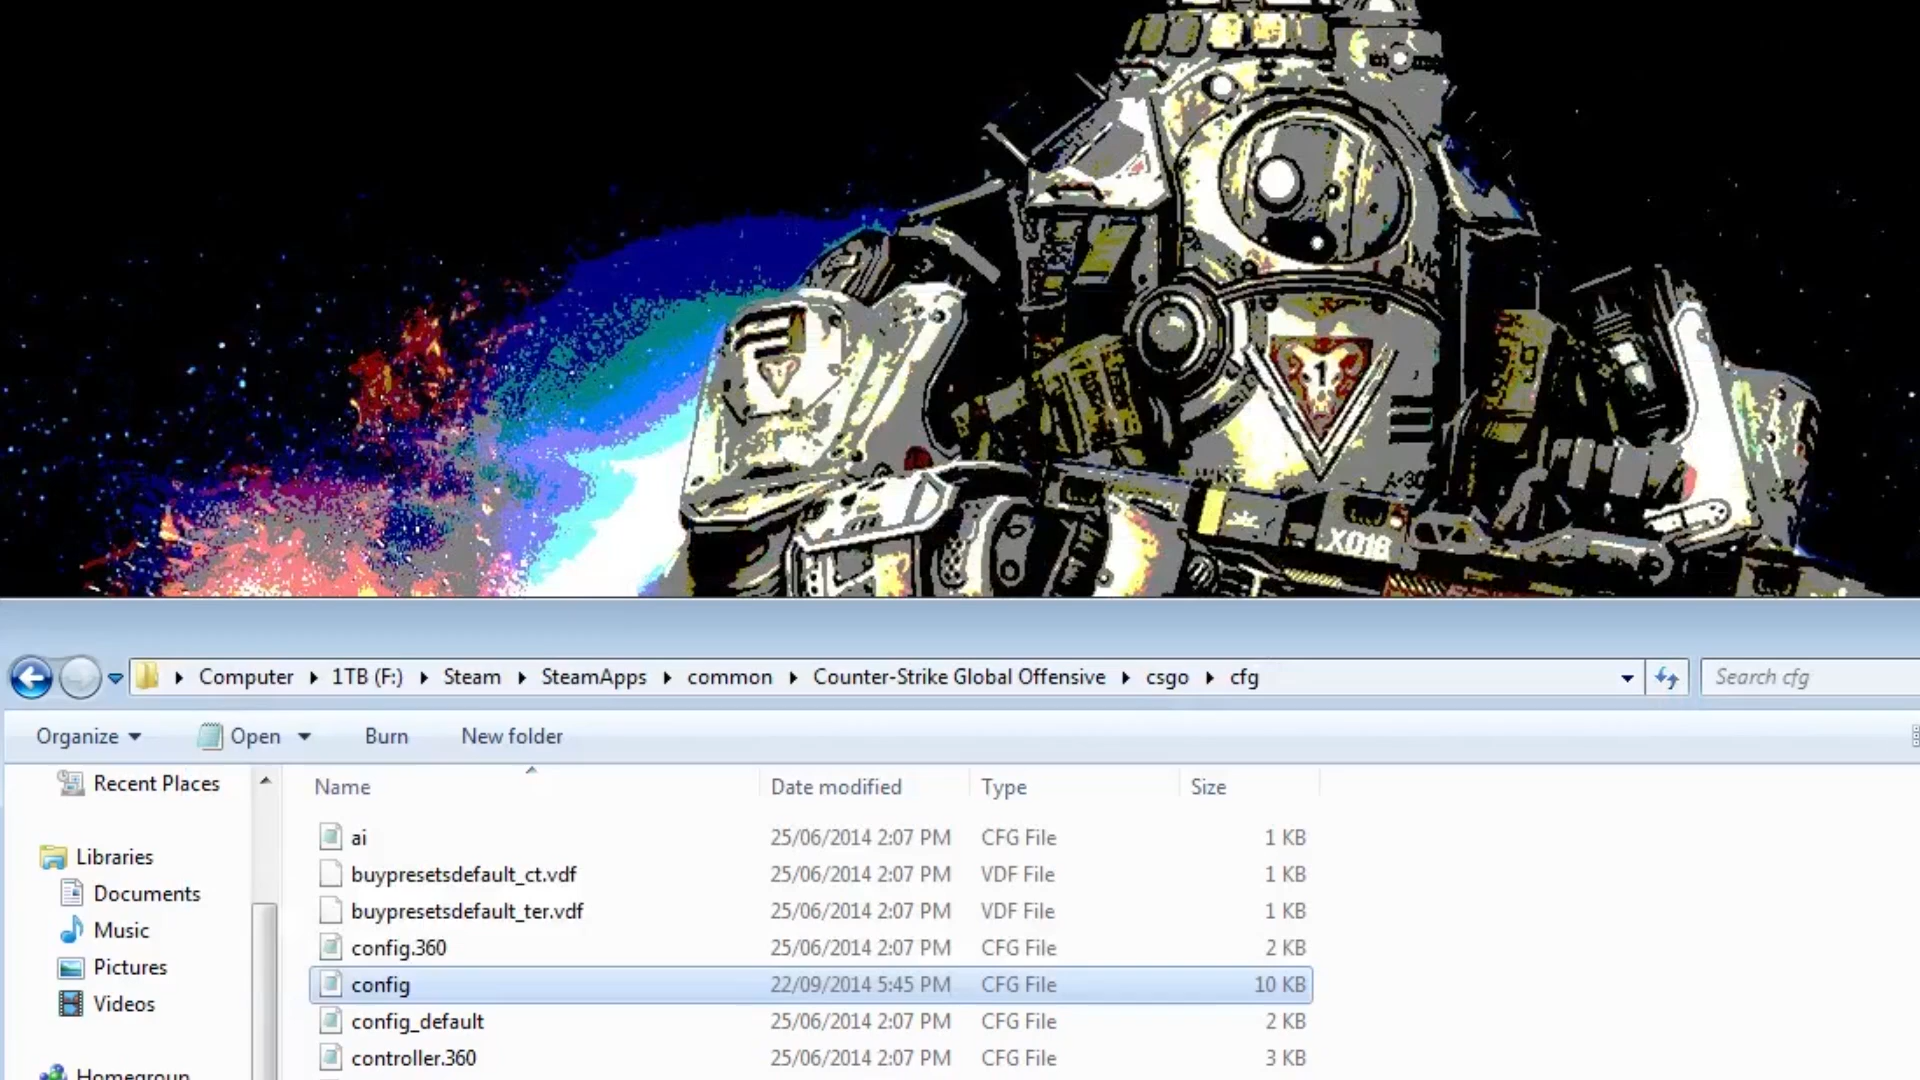 1
A-30
X018
Computer 1TB (F:) Steam SteamApps common Counter-Strike Global Offensive csgo cfg
Search cfg
Organize Open Burn New folder
Recent Places
Libraries
Documents
Music
Pictures
Videos
Homegroup
Name Date modified Type Size
ai 25/06/2014 2:07 PM CFG File 1 KB
buypresetsdefault_ct.vdf 25/06/2014 2:07 PM VDF File 1 KB
buypresetsdefault_ter.vdf 25/06/2014 2:07 PM VDF File 1 KB
config.360 25/06/2014 2:07 PM CFG File 2 KB
config 22/09/2014 5:45 PM CFG File 10 KB
config_default 25/06/2014 2:07 PM CFG File 2 KB
controller.360 25/06/2014 2:07 PM CFG File 3 KB